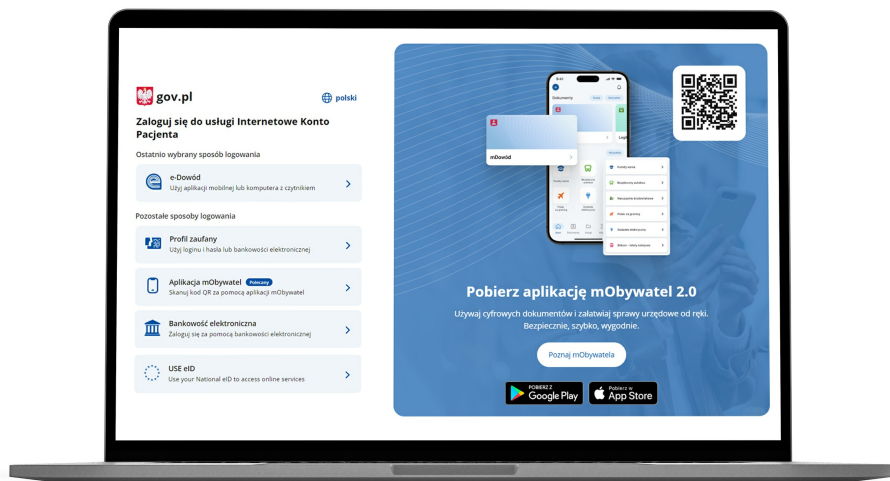 gov.pl
polski
Zaloguj się do usługi Internetowe Konto
Pacjenta
Ostatnio wybrany sposób logowania
e-Dowód
Użyj aplikacji mobilnej lub komputera z czytnikiem
Pozostałe sposoby logowania
Profil zaufany
Użyj loginu i hasła lub bankowości elektronicznej
Aplikacja mObywatel Polecany
Skanuj kod QR za pomocą aplikacji mObywatel
Bankowość elektroniczna
Zaloguj się za pomocą bankowości elektronicznej
USE eID
Use your National eID to access online services
9:41
Dokumenty
mDowód
Pobierz aplikację mObywatel 2.0
Używaj cyfrowych dokumentów i załatwiaj sprawy urzędowe od ręki.
Bezpiecznie, szybko, wygodnie.
Poznaj mObywatela
POBIERZ Z
Google Play
Pobierz w
App Store